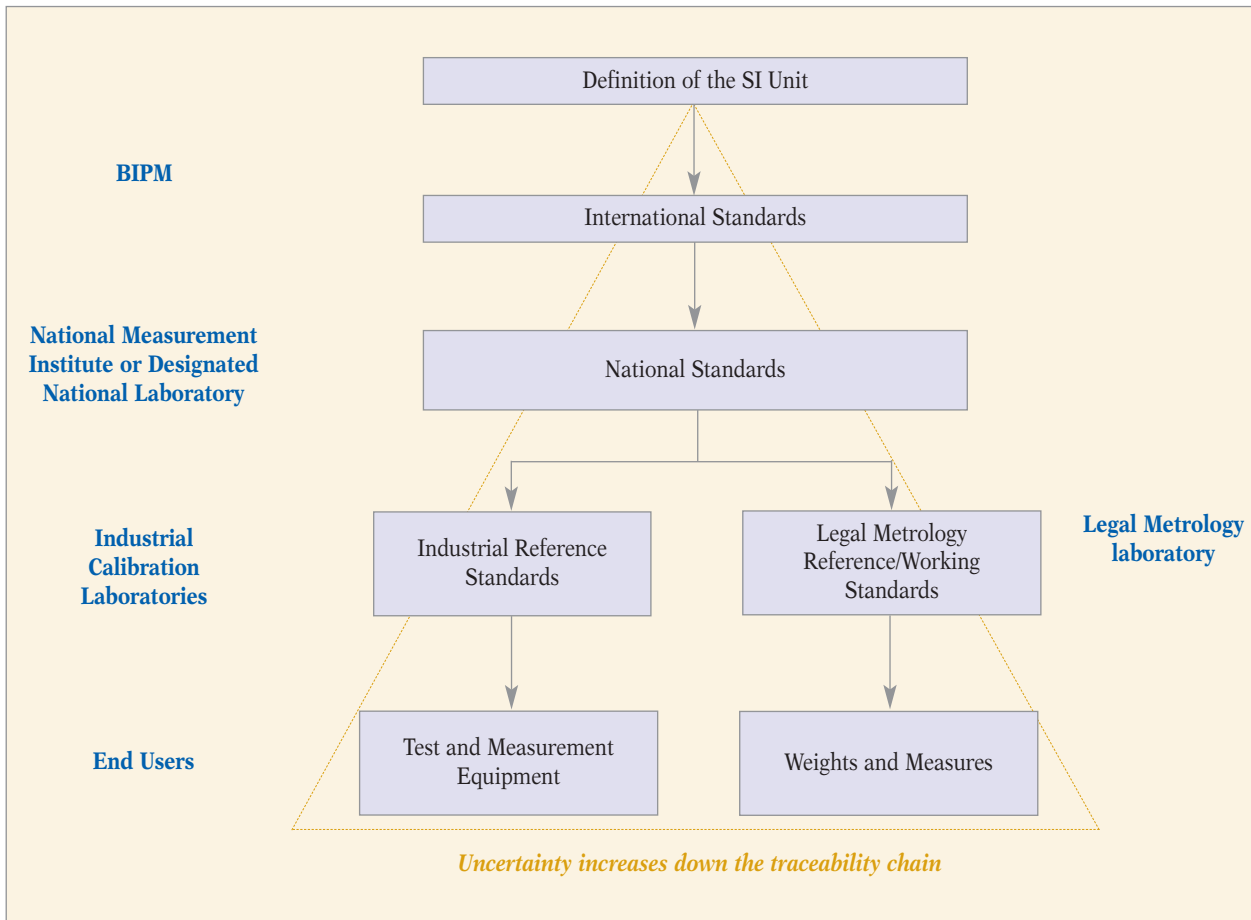 Definition of the SI Unit
BIPM
International Standards
National Measurement
Institute or Designated
National Laboratory
National Standards
Industrial
Calibration
Laboratories
Industrial Reference
Standards
Legal Metrology
Reference/Working
Standards
Legal Metrology
laboratory
End Users
Test and Measurement
Equipment
Weights and Measures
Uncertainty increases down the traceability chain